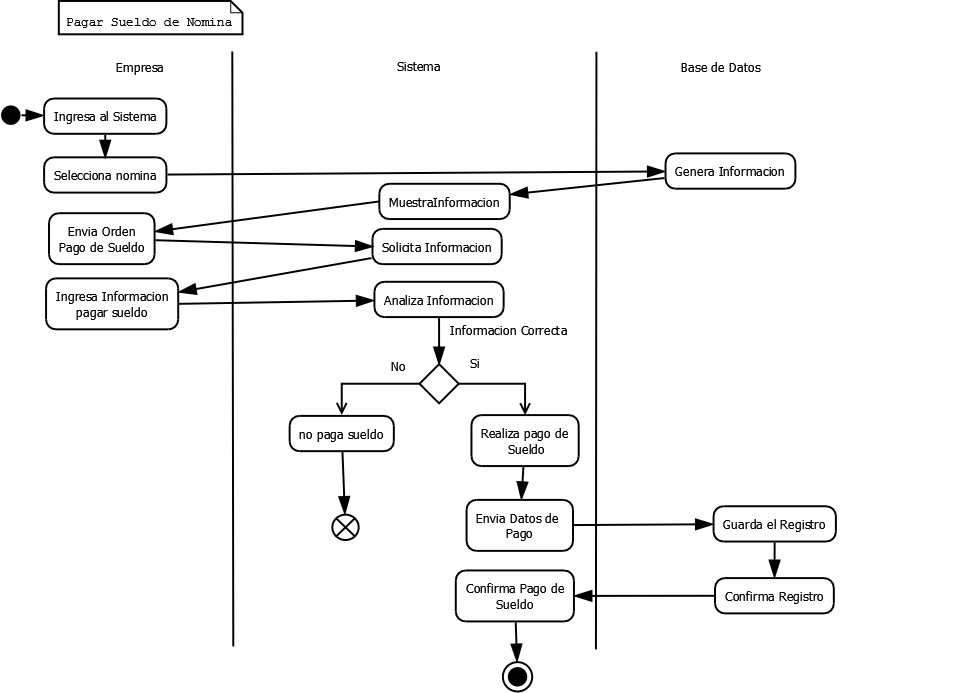 Pagar Sueldo de Nomina
Empresa
Sistema
Base de Datos
Ingresa al Sistema
Selecciona nomina
Genera Informacion
MuestraInformacion
Envia Orden
Pago de Sueldo
Solicita Informacion
Ingresa Informacion
pagar sueldo
Analiza Informacion
Informacion Correcta
No
Si
no paga sueldo
Realiza pago de
Sueldo
Envia Datos de
Pago
Guarda el Registro
Confirma Pago de
Sueldo
Confirma Registro